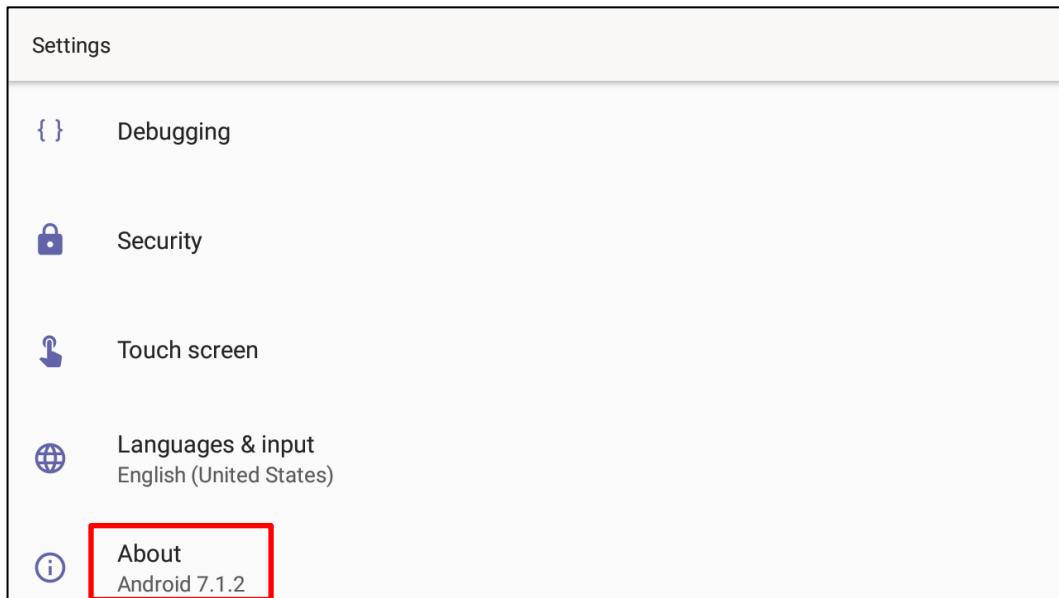 Settings
{ } Debugging
Security
Touch screen
Languages & input
English (United States)
About
Android 7.1.2